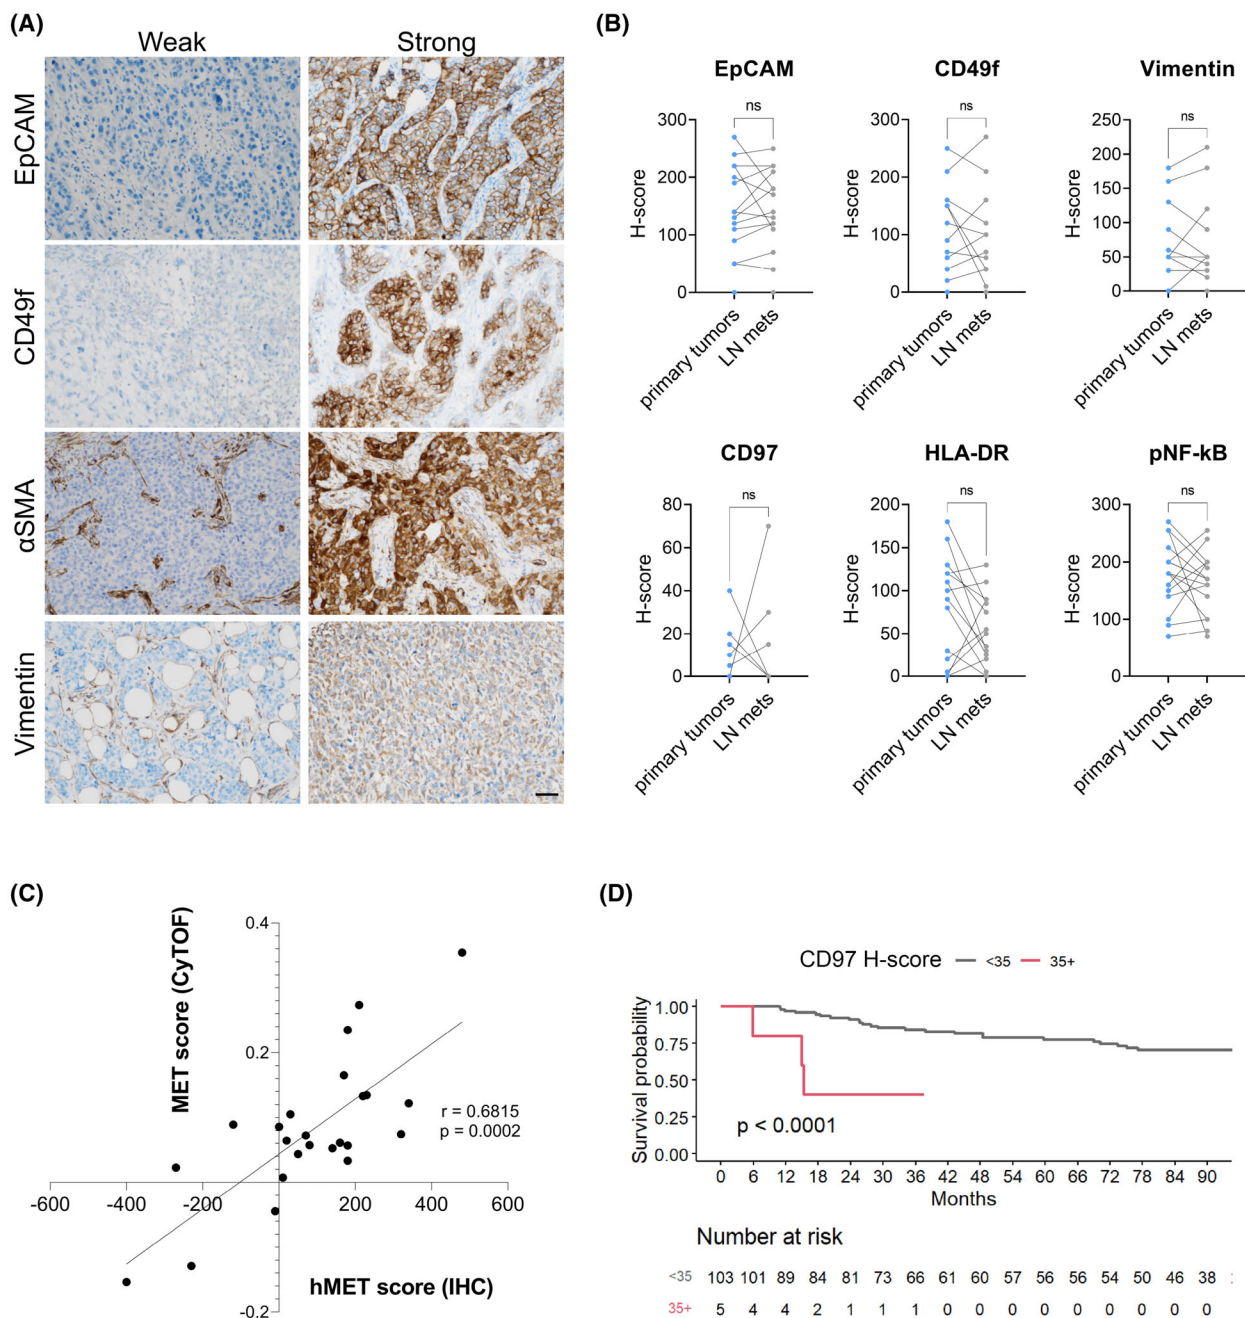 (A)
Weak Strong
EpCAM
CD49f
αSMA
Vimentin
(B)
EpCAM CD49f Vimentin
ns ns ns
H-score H-score H-score
300 300 250
200 200 200
100 100 150
0 0 100
50
0
primary tumors LN mets primary tumors LN mets primary tumors LN mets
CD97 HLA-DR pNF-kB
ns ns ns
H-score H-score H-score
80 200 300
60 150 200
40 100 100
20 50 0
0 0
primary tumors LN mets primary tumors LN mets primary tumors LN mets
(C)
MET score (CyTOF)
0.4
0.2
r = 0.6815
p = 0.0002
-600 -400 -200 0 200 400 600
hMET score (IHC)
-0.2
(D)
CD97 H-score <35 35+
Survival probability
1.00
0.75
0.50
0.25
0.00
p < 0.0001
0 6 12 18 24 30 36 42 48 54 60 66 72 78 84 90
Months
Number at risk
<35 103 101 89 84 81 73 66 61 60 57 56 56 54 50 46 38
35+ 5 4 4 2 1 1 1 0 0 0 0 0 0 0 0 0